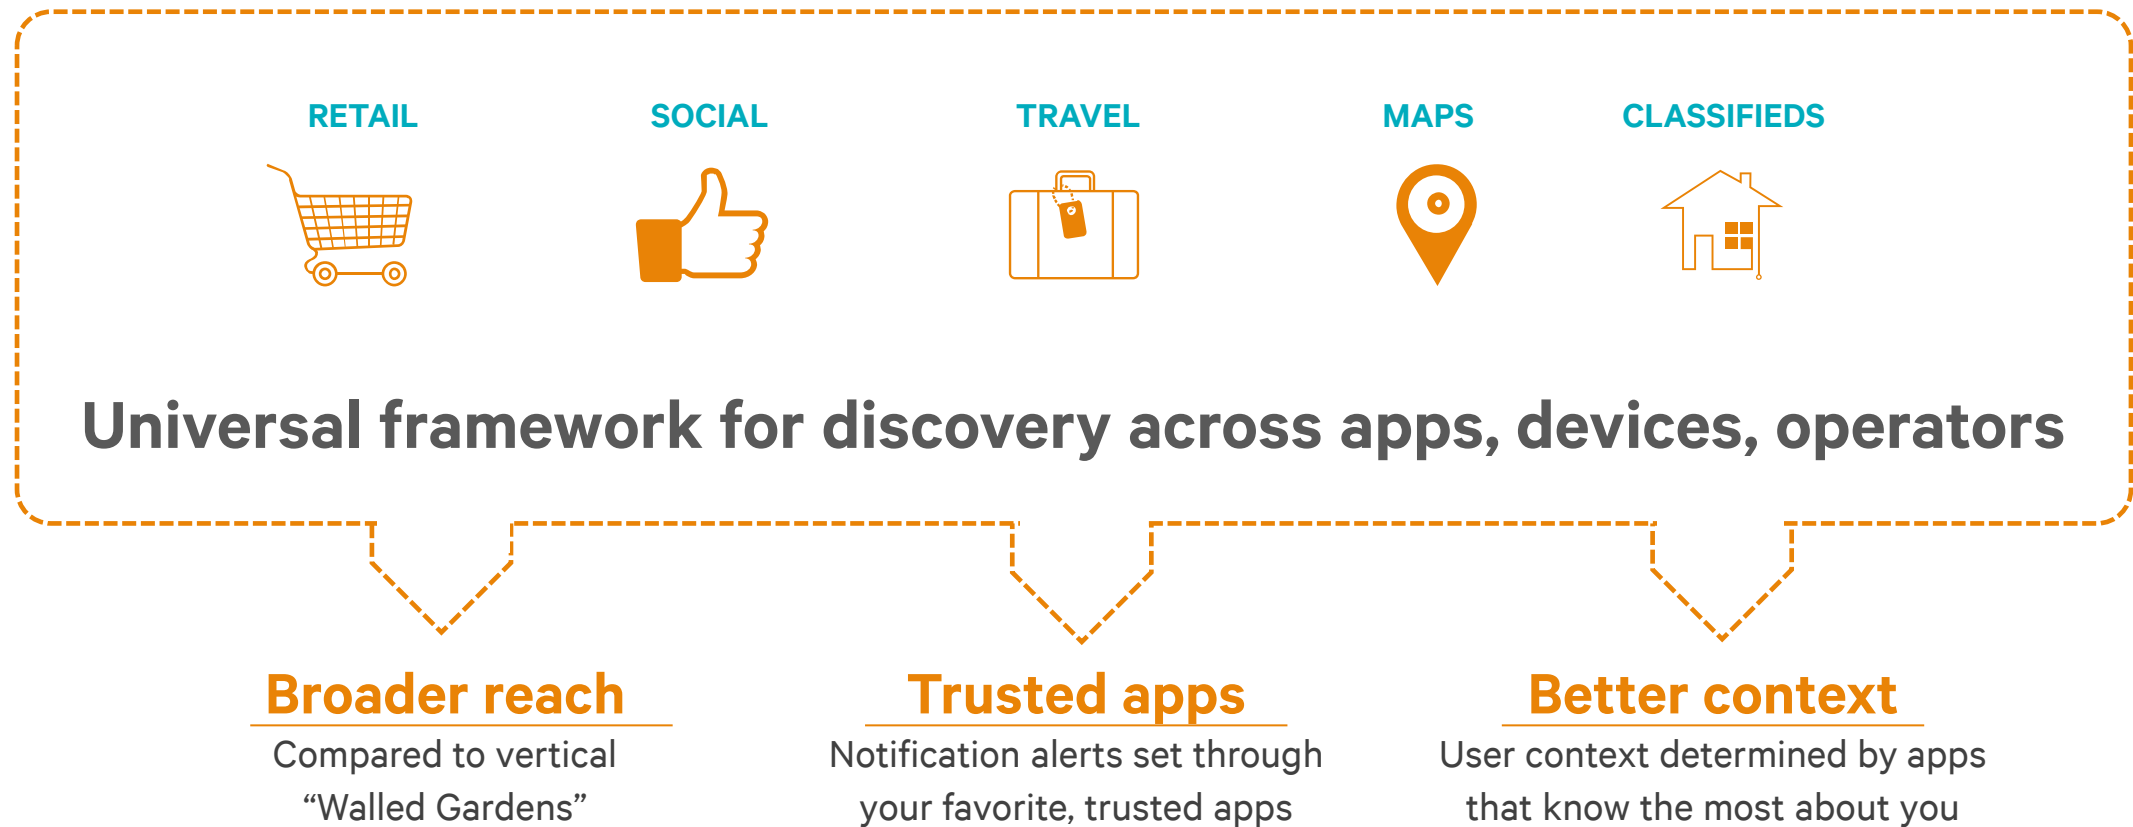 RETAIL
SOCIAL
TRAVEL
MAPS
CLASSIFIEDS
Universal framework for discovery across apps, devices, operators
Broader reach
Compared to vertical
“Walled Gardens”
Trusted apps
Notification alerts set through
your favorite, trusted apps
Better context
User context determined by apps
that know the most about you